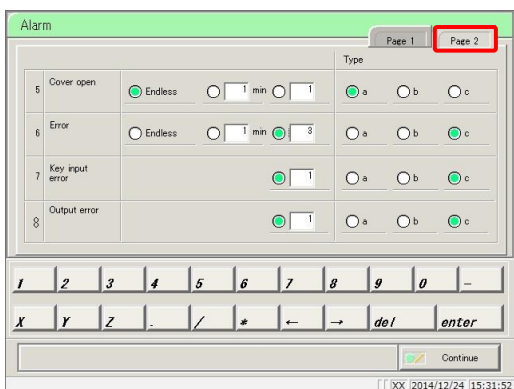 Alarm
Page 1 Page 2
Type
5 Cover open Endless 1 min 1 a b c
6 Error Endless 1 min 3 a b c
7 Key input error 1 a b c
8 Output error 1 a b c
1 2 3 4 5 6 7 8 9 0 -
X Y Z . / * ← → del enter
Continue
XX 2014/12/24 15:31:52